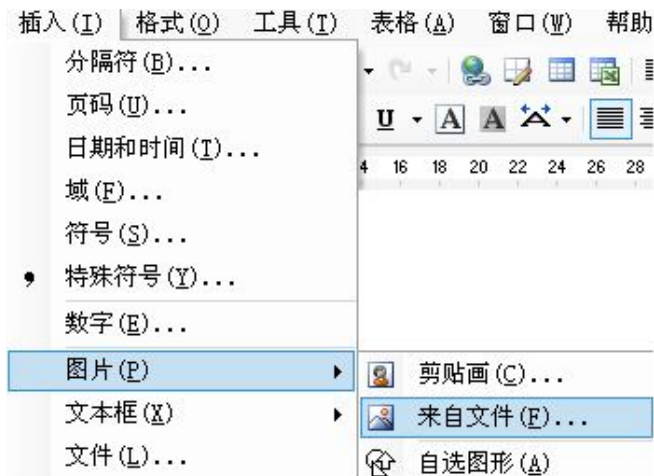 插入(I) 格式(O) 工具(T) 表格(A) 窗口(W) 帮助
分隔符(B)...
页码(U)...
U A A
日期和时间(T)...
4 16 18 20 22 24 26 28
域(F)...
符号(S)...
, 特殊符号(Y)...
数字(E)...
图片(P)
剪贴画(C)...
文本框(X)
来自文件(F)...
文件(L)...
自选图形(A)